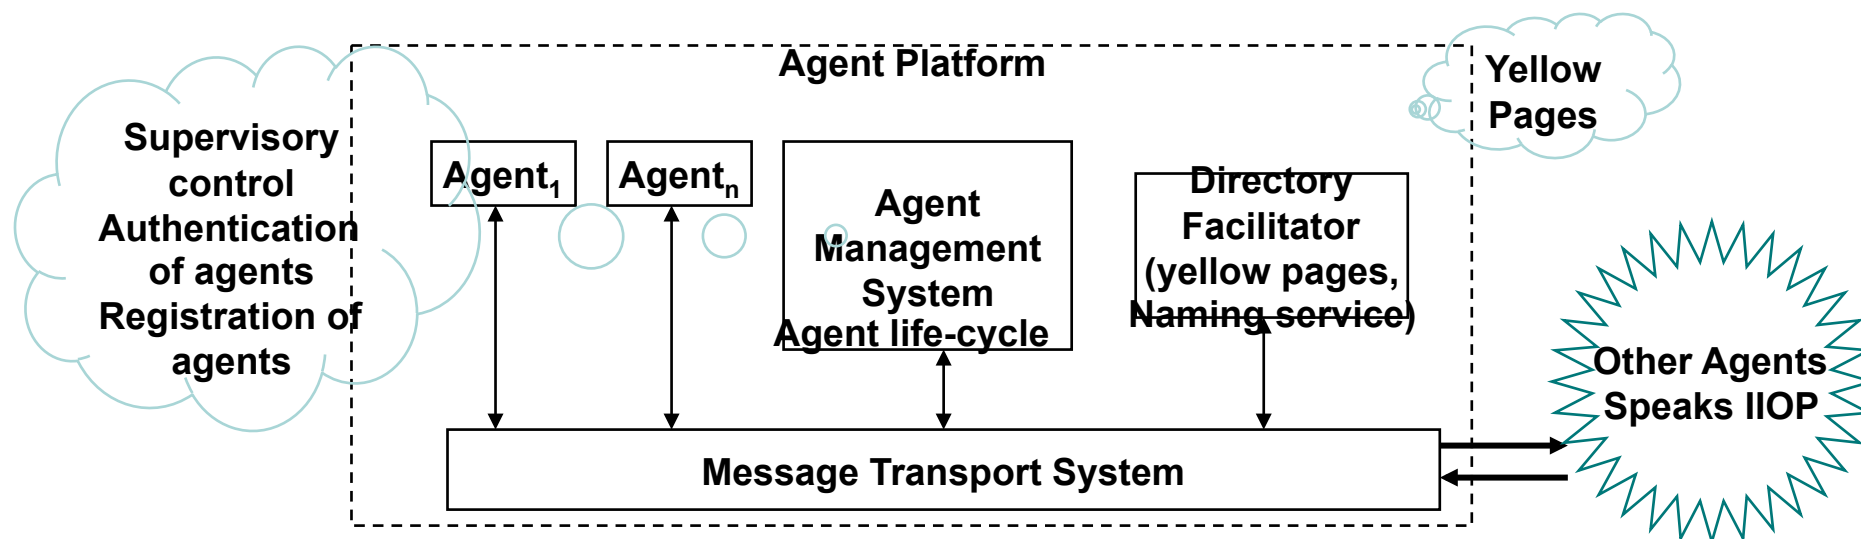 Agent Platform
Supervisory
control
Authentication
of agents
Registration of
agents
Agent1
Agentn
Agent
Management
System
Agent life-cycle
Directory
Facilitator
(yellow pages,
Naming service)
Yellow
Pages
Other Agents
Speaks IIOP
Message Transport System